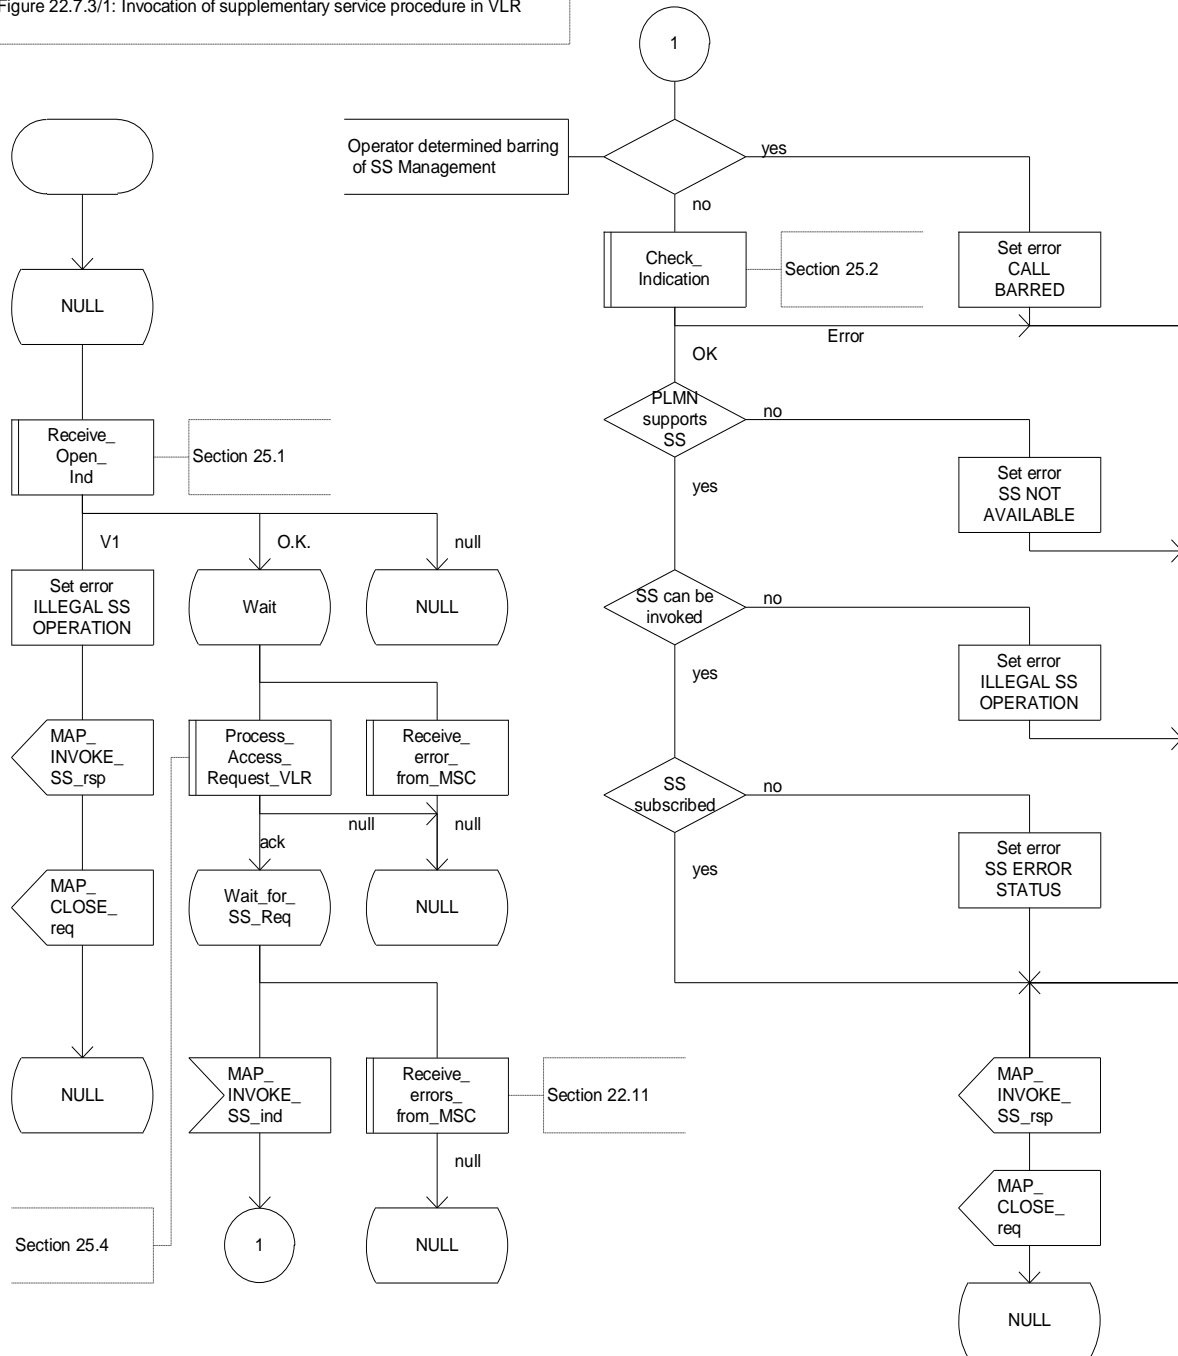 Figure 22.7.3/1: Invocation of supplementary service procedure in VLR
NULL
Receive_
Open_
Ind
Section 25.1
V1
O.K.
null
Set error
ILLEGAL SS
OPERATION
Wait
NULL
MAP_
INVOKE_
SS_rsp
Process_
Access_
Request_VLR
Receive_
error_
from_MSC
null
null
ack
MAP_
CLOSE_
req
Wait_for_
SS_Req
NULL
NULL
MAP_
INVOKE_
SS_ind
Receive_
errors_
from_MSC
Section 22.11
null
Section 25.4
1
NULL
1
Operator determined barring
of SS Management
yes
no
Check_
Indication
Section 25.2
Set error
CALL
BARRED
Error
OK
PLMN
supports
SS
no
yes
Set error
SS NOT
AVAILABLE
SS can be
invoked
no
yes
Set error
ILLEGAL SS
OPERATION
SS
subscribed
no
yes
Set error
SS ERROR
STATUS
MAP_
INVOKE_
SS_rsp
MAP_
CLOSE_
req
NULL